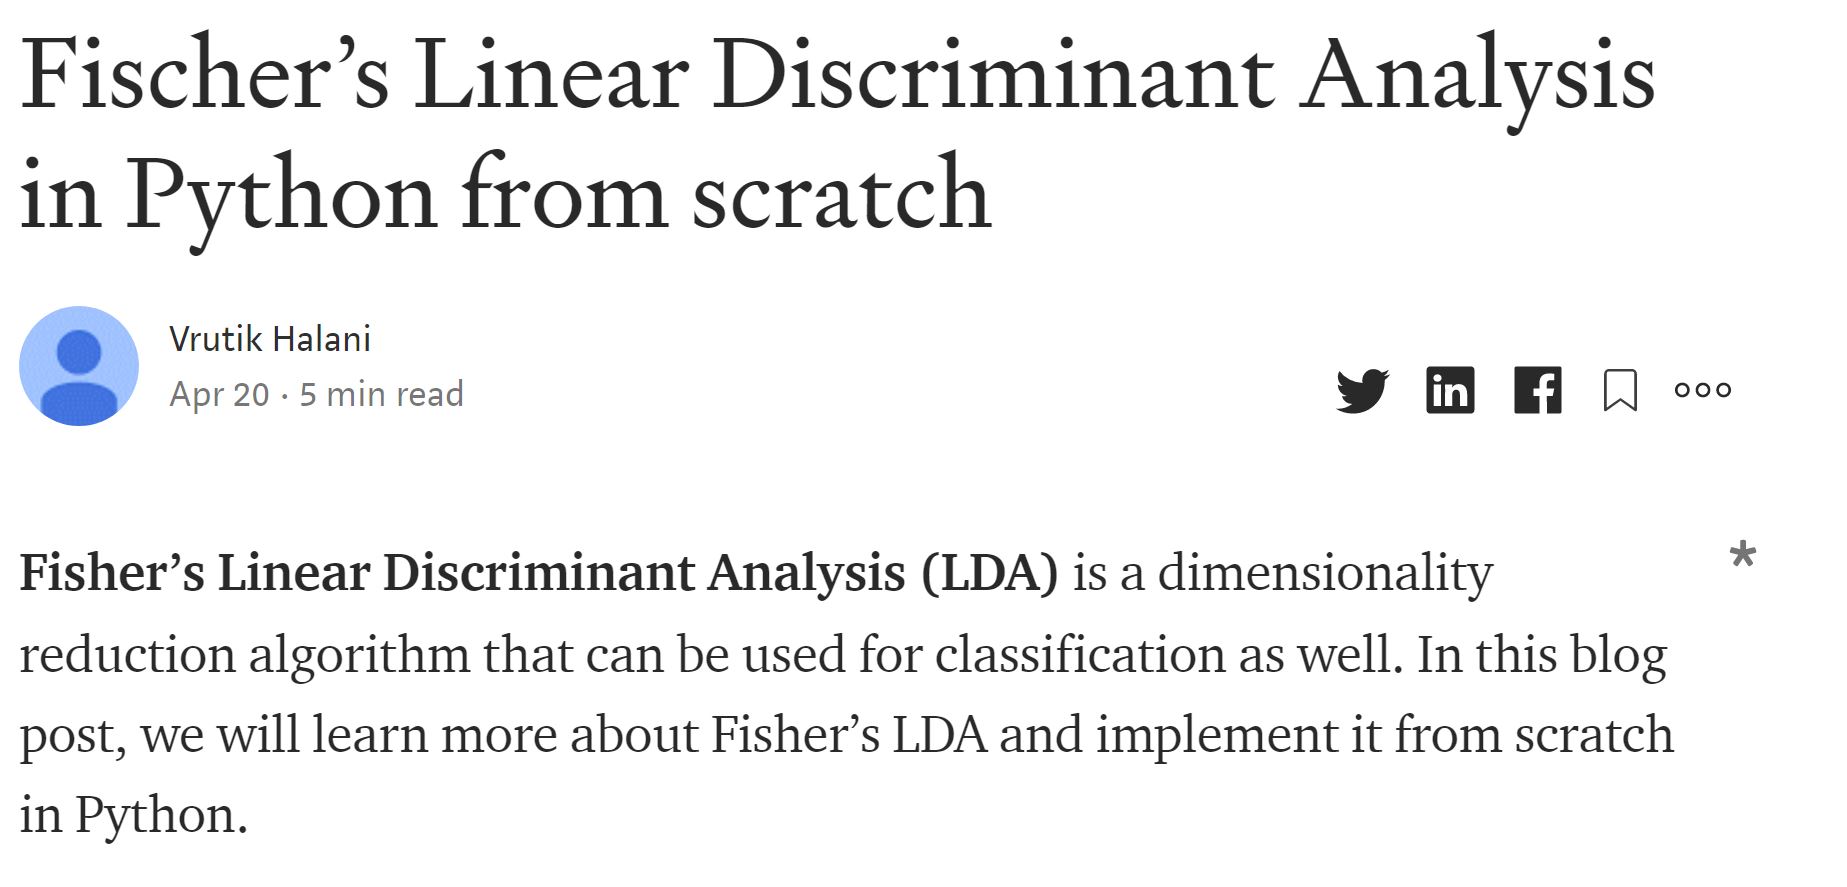 Fischer’s Linear Discriminant Analysis
in Python from scratch
Vrutik Halani
Apr 20 · 5 min read
in
f
*
Fisher’s Linear Discriminant Analysis (LDA) is a dimensionality
reduction algorithm that can be used for classification as well. In this blog
post, we will learn more about Fisher’s LDA and implement it from scratch
in Python.